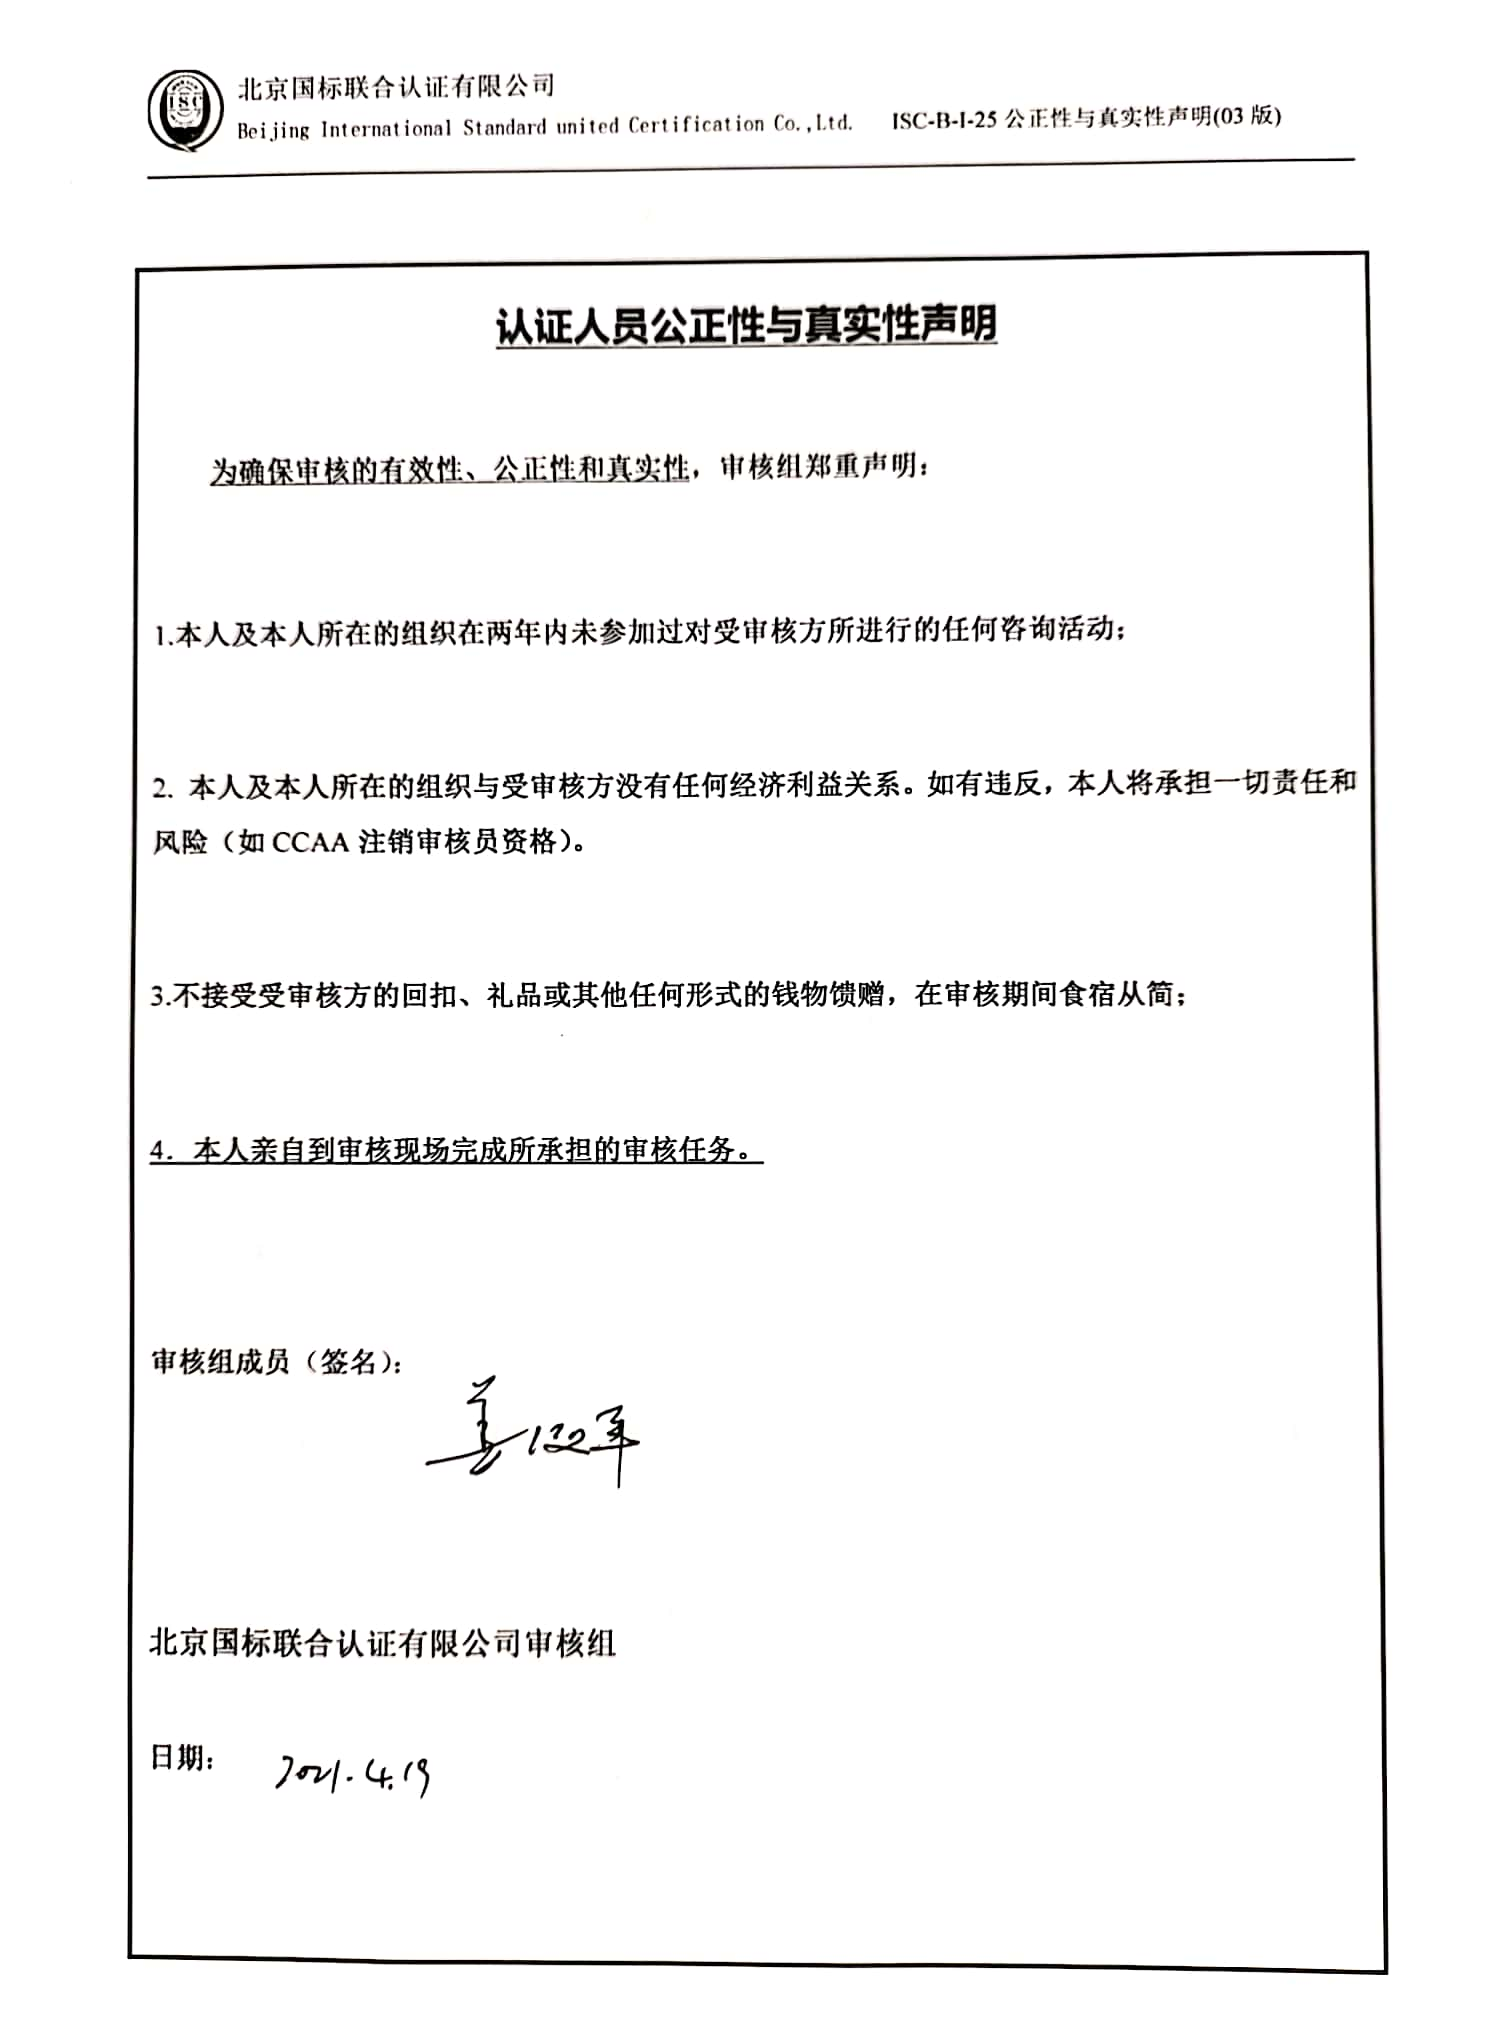 ISC
北京国标联合认证有限公司
Beijing International Standard united Certification Co.,Ltd. ISC-B-I-25 公正性与真实性声明(03 版)
认证人员公正性与真实性声明
为确保审核的有效性、公正性和真实性，审核组郑重声明：
1.本人及本人所在的组织在两年内未参加过对受审核方所进行的任何咨询活动；
2. 本人及本人所在的组织与受审核方没有任何经济利益关系。如有违反，本人将承担一切责任和
风险（如 CCAA 注销审核员资格）。
3.不接受受审核方的回扣、礼品或其他任何形式的钱物馈赠，在审核期间食宿从简；
4. 本人亲自到审核现场完成所承担的审核任务。
审核组成员（签名）：
姜
军
北京国标联合认证有限公司审核组
日期： 2021.4.19